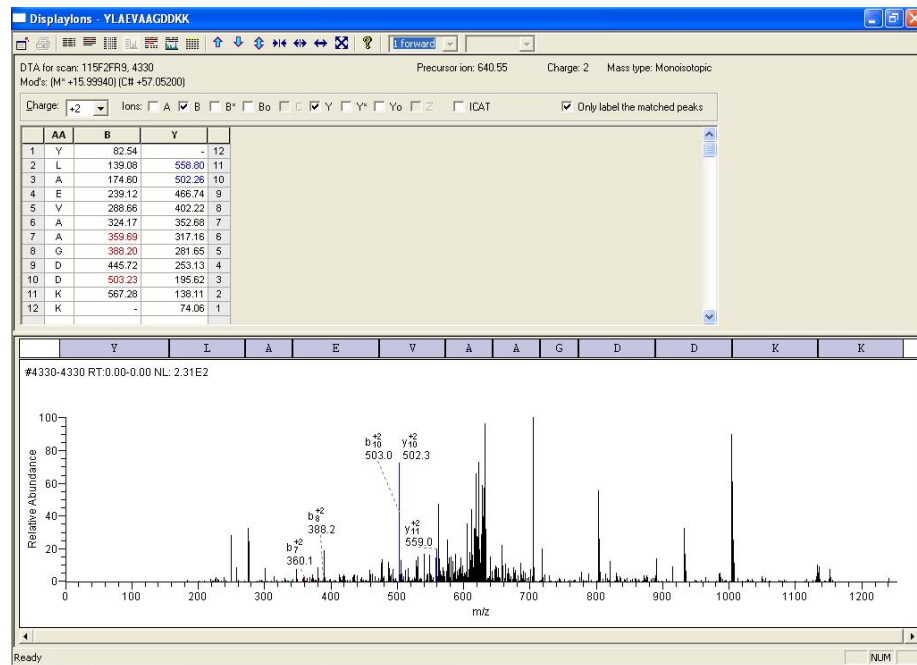 DisplayIons - YLAEVAAGDDKK
1 forward
DTA for scan: 115F2FR9, 4330 Precursor ion: 640.55 Charge: 2 Mass type: Monoisotopic
Mod's: (M* +15.99940) (C# +57.05200)
Charge: +2 Ions: A B B* Bo C Y Y* Yo Z ICAT Only label the matched peaks
AA B Y
1 Y 82.54 - 12
2 L 139.08 558.80 11
3 A 174.60 502.26 10
4 E 239.12 466.74 9
5 V 288.66 402.22 8
6 A 324.17 352.68 7
7 A 359.69 317.16 6
8 G 388.20 281.65 5
9 D 445.72 253.13 4
10 D 503.23 195.62 3
11 K 567.28 138.11 2
12 K - 74.06 1
Y L A E V A A G D D K K
#4330-4330 RT:0.00-0.00 NL: 2.31E2
100
80
60
40
20
0
Relative Abundance
b+2 10 y+2 10
503.0 502.3
b+2 8
388.2
y+2 11
559.0
b+2 7
360.1
0 100 200 300 400 500 600 700 800 900 1000 1100 1200
m/z
Ready NUM